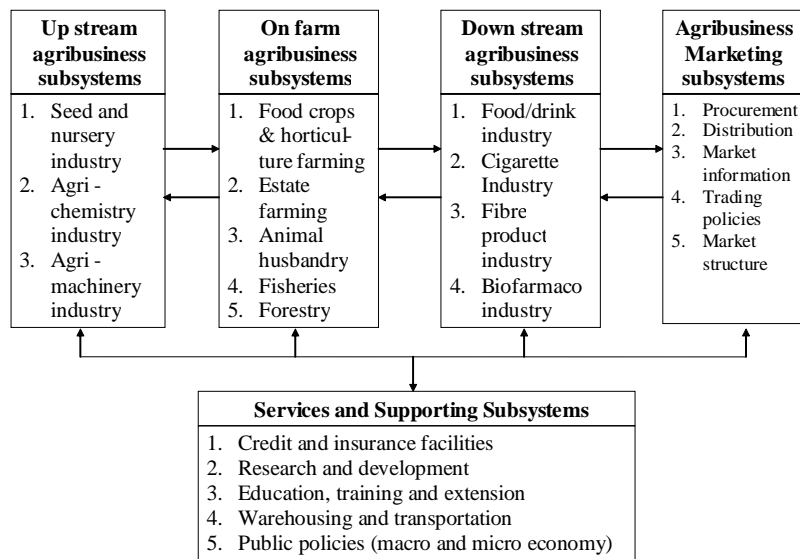 Up stream
agribusiness
subsystems
1. Seed and
nursery
industry
2. Agri -
chemistry
industry
3. Agri -
machinery
industry
On farm
agribusiness
subsystems
1. Food crops
& horticul-
ture farming
2. Estate
farming
3. Animal
husbandry
4. Fisheries
5. Forestry
Down stream
agribusiness
subsystems
1. Food/drink
industry
2. Cigarette
Industry
3. Fibre
product
industry
4. Biofarmaco
industry
Agribusiness
Marketing
subsystems
1. Procurement
2. Distribution
3. Market
information
4. Trading
policies
5. Market
structure
Services and Supporting Subsystems
1. Credit and insurance facilities
2. Research and development
3. Education, training and extension
4. Warehousing and transportation
5. Public policies (macro and micro economy)